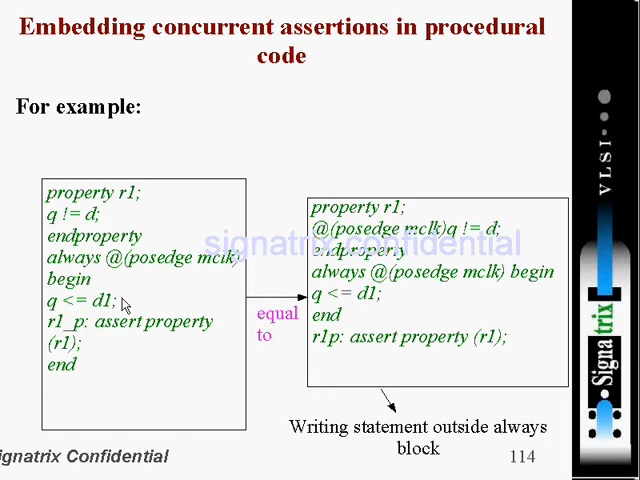 Embedding concurrent assertions in procedural
code
For example:
property r1;
q != d;
endproperty
always @(posedge mclk)
begin
q <= d1;
r1_p: assert property
(r1);
end
equal
to
property r1;
@(posedge mclk)q != d;
endproperty
always @(posedge mclk) begin
q <= d1;
end
r1p: assert property (r1);
Writing statement outside always
block
signatrix confidential
ignatrix Confidential
114
VLSI
Signatrix